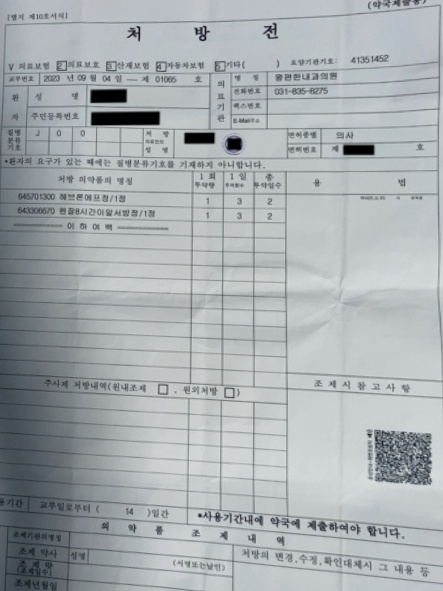 [별지 제10호서식]
(약국제출용)
처 방 전
V 의료보험 2 의료보호 3 산재보험 4 자동차보험 5 기타( ) 요양기관기호: 41351452
교부번호 2023 년 09 월 04 일 — 제 01065 호
환 자
성 명
주민등록번호
의 료 기 관
명 칭 왕편한내과의원
전화번호 031-835-8275
팩스번호
E-Mail주소
질병 분류 기호 J 0 0
처 방 의료인의 성 명
면허종별 의사
면허번호 제 호
*환자의 요구가 있는 때에는 질병분류기호를 기재하지 아니합니다.
처방 의약품의 명칭 1 회 투약량 1 일 투여횟수 총 투약일수 용 법
645701300 헤브론에프정/1정 1 3 2
643306670 펜잘8시간이알서방정/1정 1 3 2
이 하 여 백
주사제 처방내역(원내조제 , 원외처방 )
조 제 시 참 고 사 항
사용기간 교부일로부터 ( 14 )일간
*사용기간내에 약국에 제출하여야 합니다.
의 약 품 조 제 내 역
조제기관의명칭
조제 약사 성명 (서명또는날인)
조 제 량 (조제일수)
조제년월일
처방의 변경,수정,확인대체시 그 내용 등